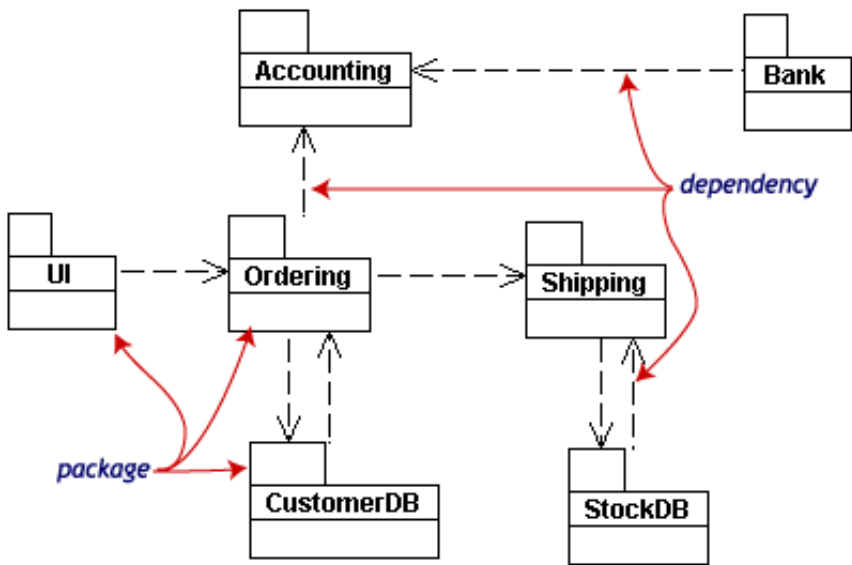 Accounting
Bank
dependency
UI
Ordering
Shipping
package
CustomerDB
StockDB